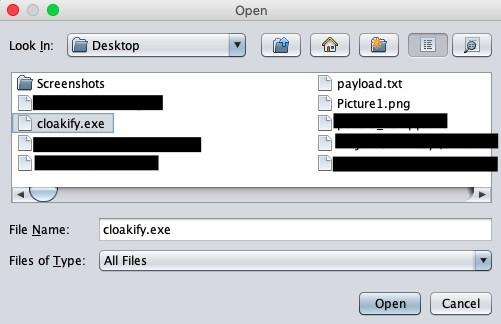 Open
Look In: Desktop
Screenshots
cloakify.exe
payload.txt
Picture1.png
File Name: cloakify.exe
Files of Type: All Files
Open Cancel